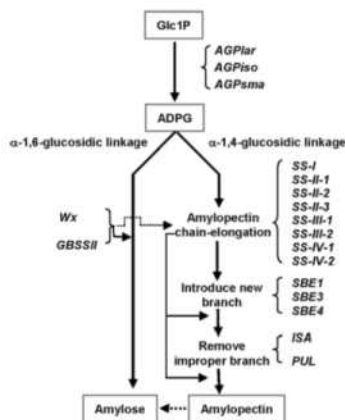 Glc1P
AGPlar
AGPiso
AGPsma
ADPG
α-1,6-glucosidic linkage
α-1,4-glucosidic linkage
SS-I
SS-II-1
SS-II-2
SS-II-3
SS-III-1
SS-III-2
SS-IV-1
SS-IV-2
Wx
GBSSII
Amylopectin
chain-elongation
Introduce new
branch
SBE1
SBE3
SBE4
Remove
improper branch
ISA
PUL
Amylose
Amylopectin